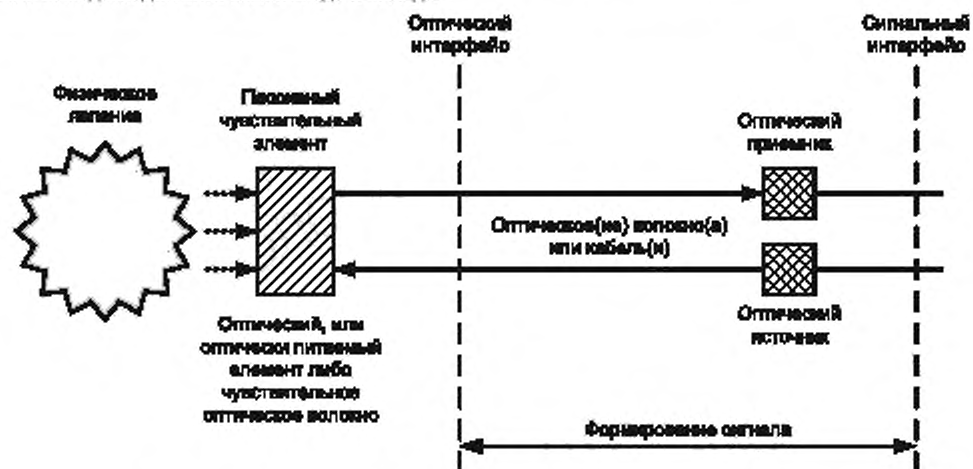 Оптический
интерфейс
Сигнальный
интерфейс
Физическое
явление
Пассивный
чувствительный
элемент
Оптический
приемник
Оптическое(ие) волокно(а)
или кабель(и)
Оптический
источник
Оптический, или
оптически питаемый
элемент либо
чувствительное
оптическое волокно
Формирование сигнала